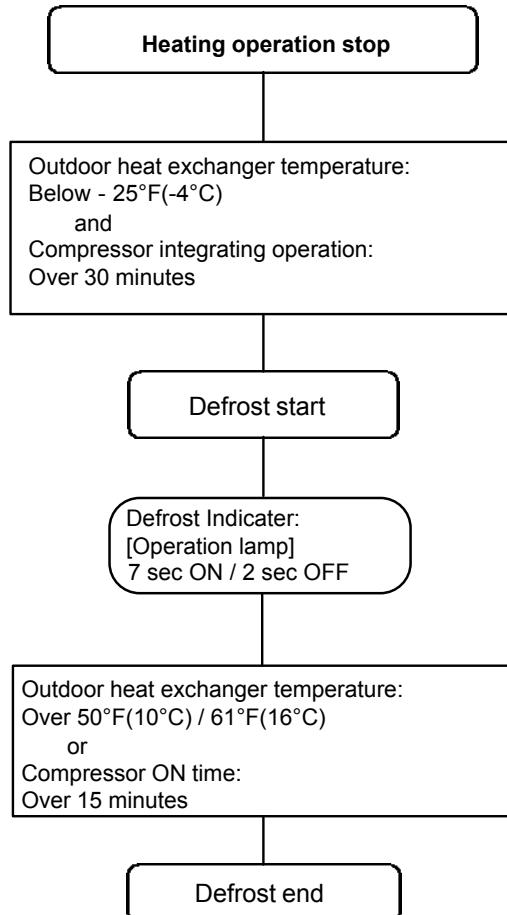 Heating operation stop
Outdoor heat exchanger temperature:
Below - 25°F(-4°C)
and
Compressor integrating operation:
Over 30 minutes
Defrost start
Defrost Indicater:
[Operation lamp]
7 sec ON / 2 sec OFF
Outdoor heat exchanger temperature:
Over 50°F(10°C) / 61°F(16°C)
or
Compressor ON time:
Over 15 minutes
Defrost end